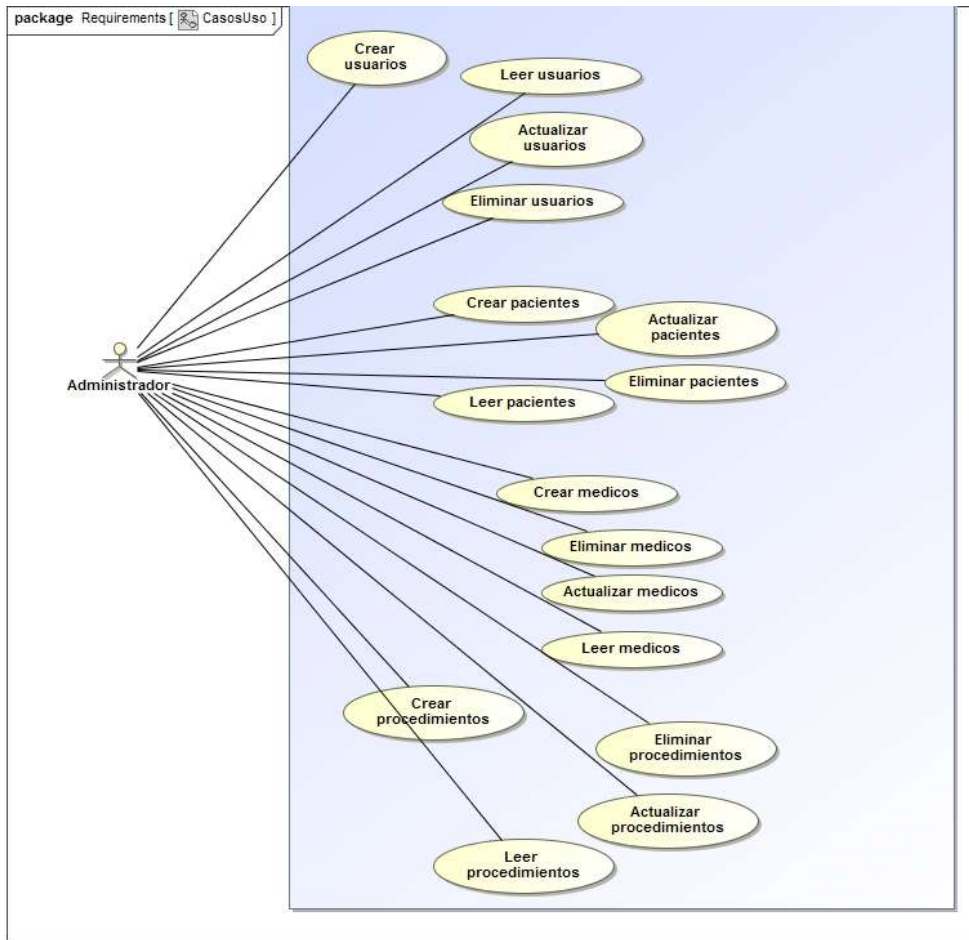 package Requirements [ CasosUso ]
Crear
usuarios
Leer usuarios
Actualizar
usuarios
Eliminar usuarios
Crear pacientes
Actualizar
pacientes
Eliminar pacientes
Leer pacientes
Administrador
Crear medicos
Eliminar medicos
Actualizar medicos
Leer medicos
Crear
procedimientos
Eliminar
procedimientos
Actualizar
procedimientos
Leer
procedimientos